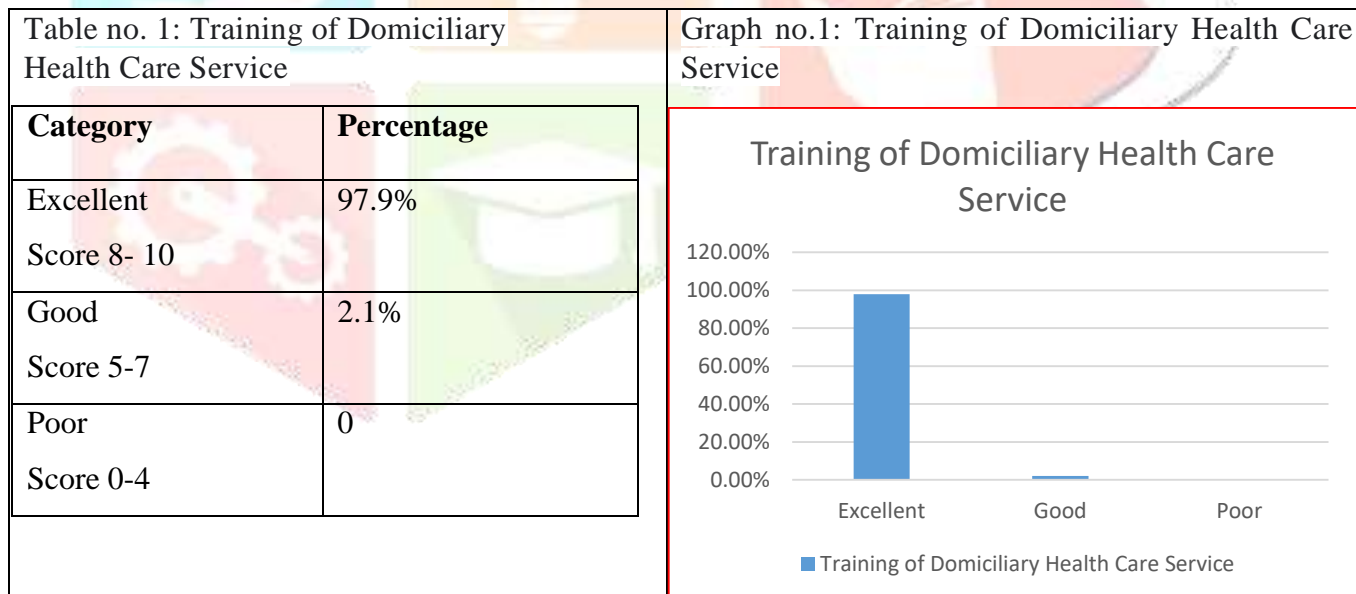 Table no. 1: Training of Domiciliary
Health Care Service
Category Percentage
Excellent 97.9%
Score 8- 10
Good 2.1%
Score 5-7
Poor 0
Score 0-4
Graph no.1: Training of Domiciliary Health Care
Service
Training of Domiciliary Health Care
Service
120.00%
100.00%
80.00%
60.00%
40.00%
20.00%
0.00%
Excellent Good Poor
Training of Domiciliary Health Care Service